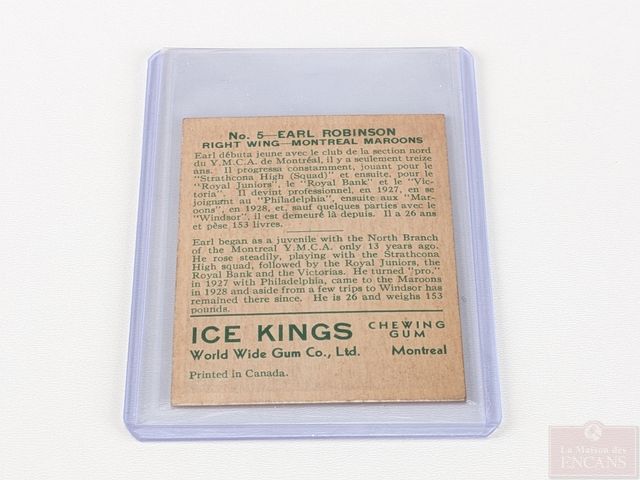 No. 5—EARL ROBINSON
RIGHT WING—MONTREAL MAROONS
Earl débuta jeune avec le club de la section nord
du Y.M.C.A. de Montréal, il y a seulement treize
ans. Il progressa constamment, jouant pour le
"Strathcona High (Squad)" et ensuite, pour le
"Royal Juniors", le "Royal Bank" et le "Vic-
toria". Il devint professionnel, en 1927, en se
joignant au "Philadelphia", ensuite aux "Mar-
oons", en 1928, et, sauf quelques parties avec le
"Windsor", il est demeuré là depuis. Il a 26 ans
et pèse 153 livres.
Earl began as a juvenile with the North Branch
of the Montreal Y.M.C.A. only 13 years ago.
He rose steadily, playing with the Strathcona
High squad, followed by the Royal Juniors, the
Royal Bank and the Victorias. He turned "pro."
in 1927 with Philadelphia, came to the Maroons
in 1928 and aside from a few trips to Windsor has
remained there since. He is 26 and weighs 153
pounds.
ICE KINGS CHEWING GUM
World Wide Gum Co., Ltd. Montreal
Printed in Canada.
La Maison des
ENCANS